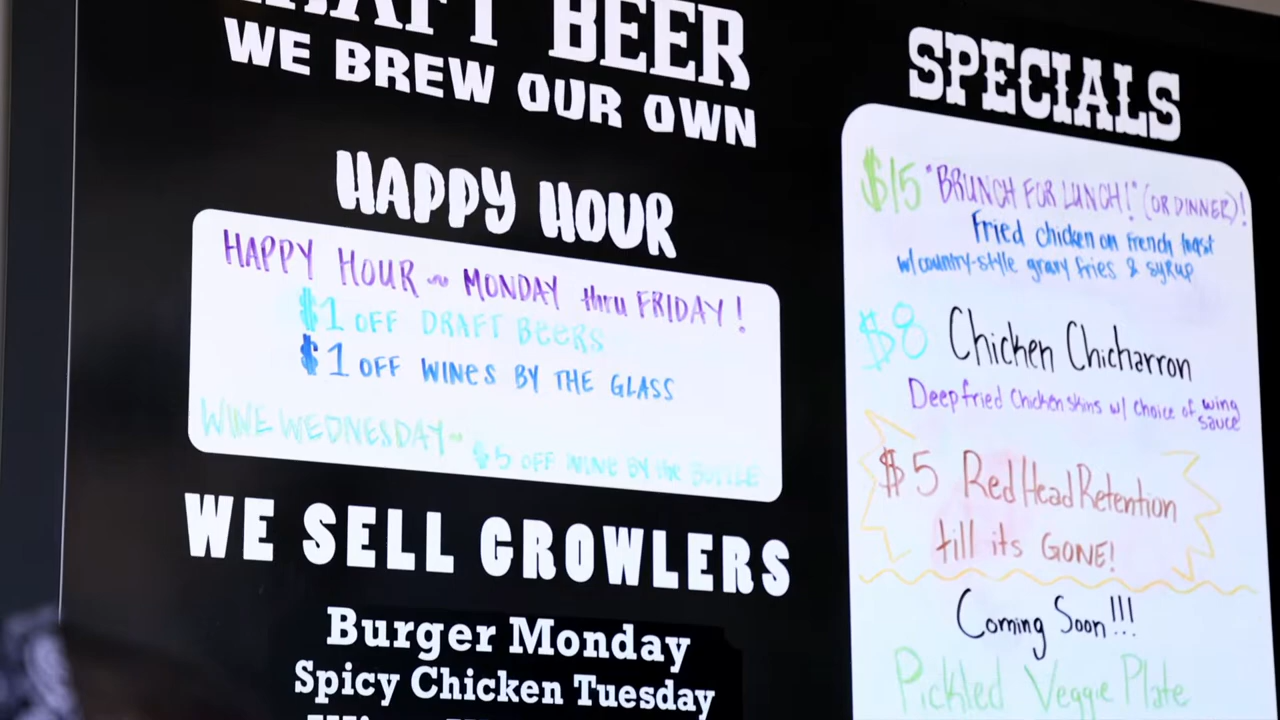 DRAFT BEER
WE BREW OUR OWN
HAPPY HOUR
HAPPY HOUR ~ MONDAY thru FRIDAY!
$1 OFF DRAFT BEERS
$1 OFF WINES BY THE GLASS
WINE WEDNESDAY~ $5 OFF WINE BY THE BOTTLE
WE SELL GROWLERS
Burger Monday
Spicy Chicken Tuesday
SPECIALS
$15 "BRUNCH FOR LUNCH!" (OR DINNER)!
Fried chicken on french toast
w/country-style gravy fries & syrup
$8 Chicken Chicharron
Deep fried Chicken skins w/ choice of wing
sauce
$5 Red Head Retention
till its GONE!
Coming Soon!!!
Pickled Veggie Plate